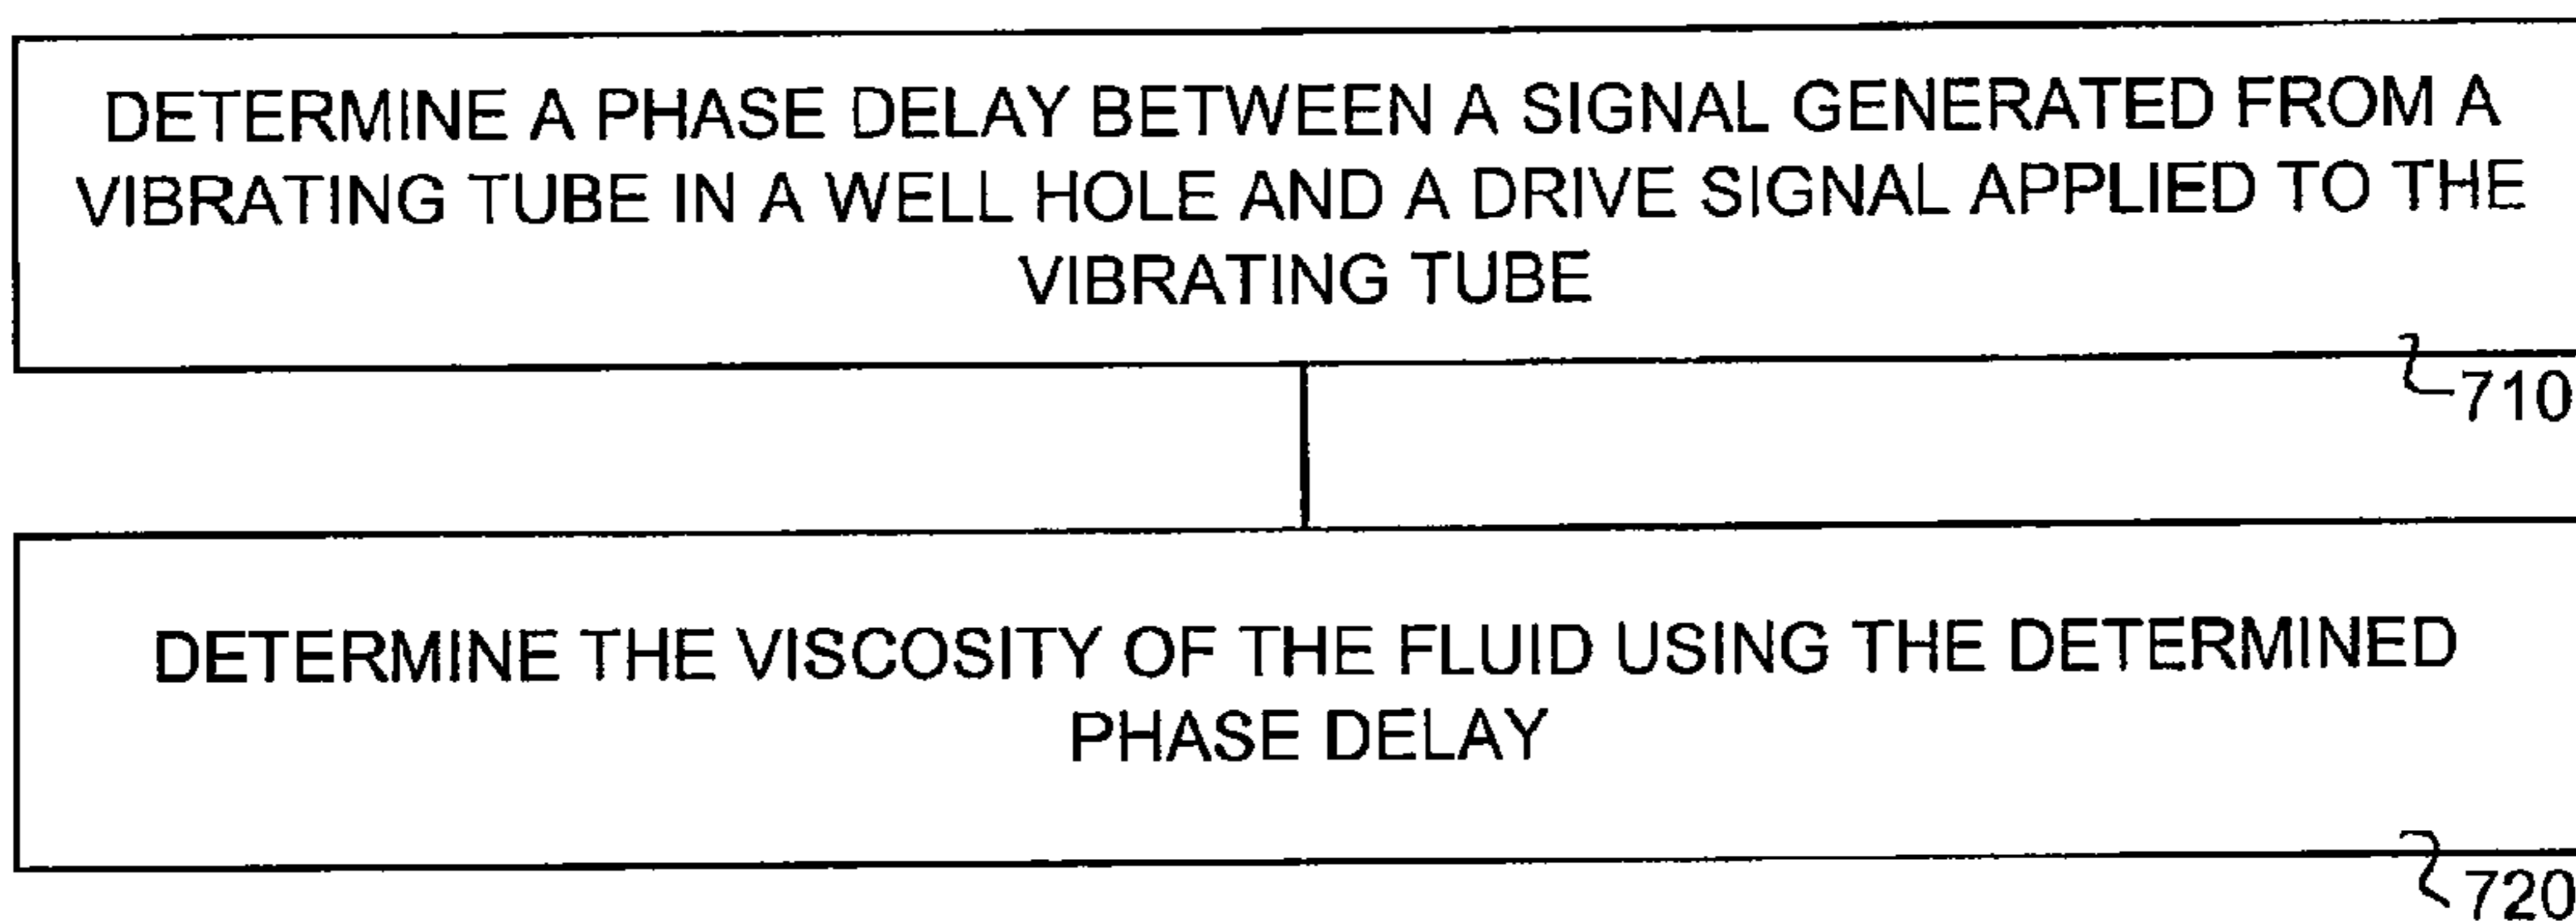 DETERMINE A PHASE DELAY BETWEEN A SIGNAL GENERATED FROM A
VIBRATING TUBE IN A WELL HOLE AND A DRIVE SIGNAL APPLIED TO THE
VIBRATING TUBE
710
DETERMINE THE VISCOSITY OF THE FLUID USING THE DETERMINED
PHASE DELAY
720